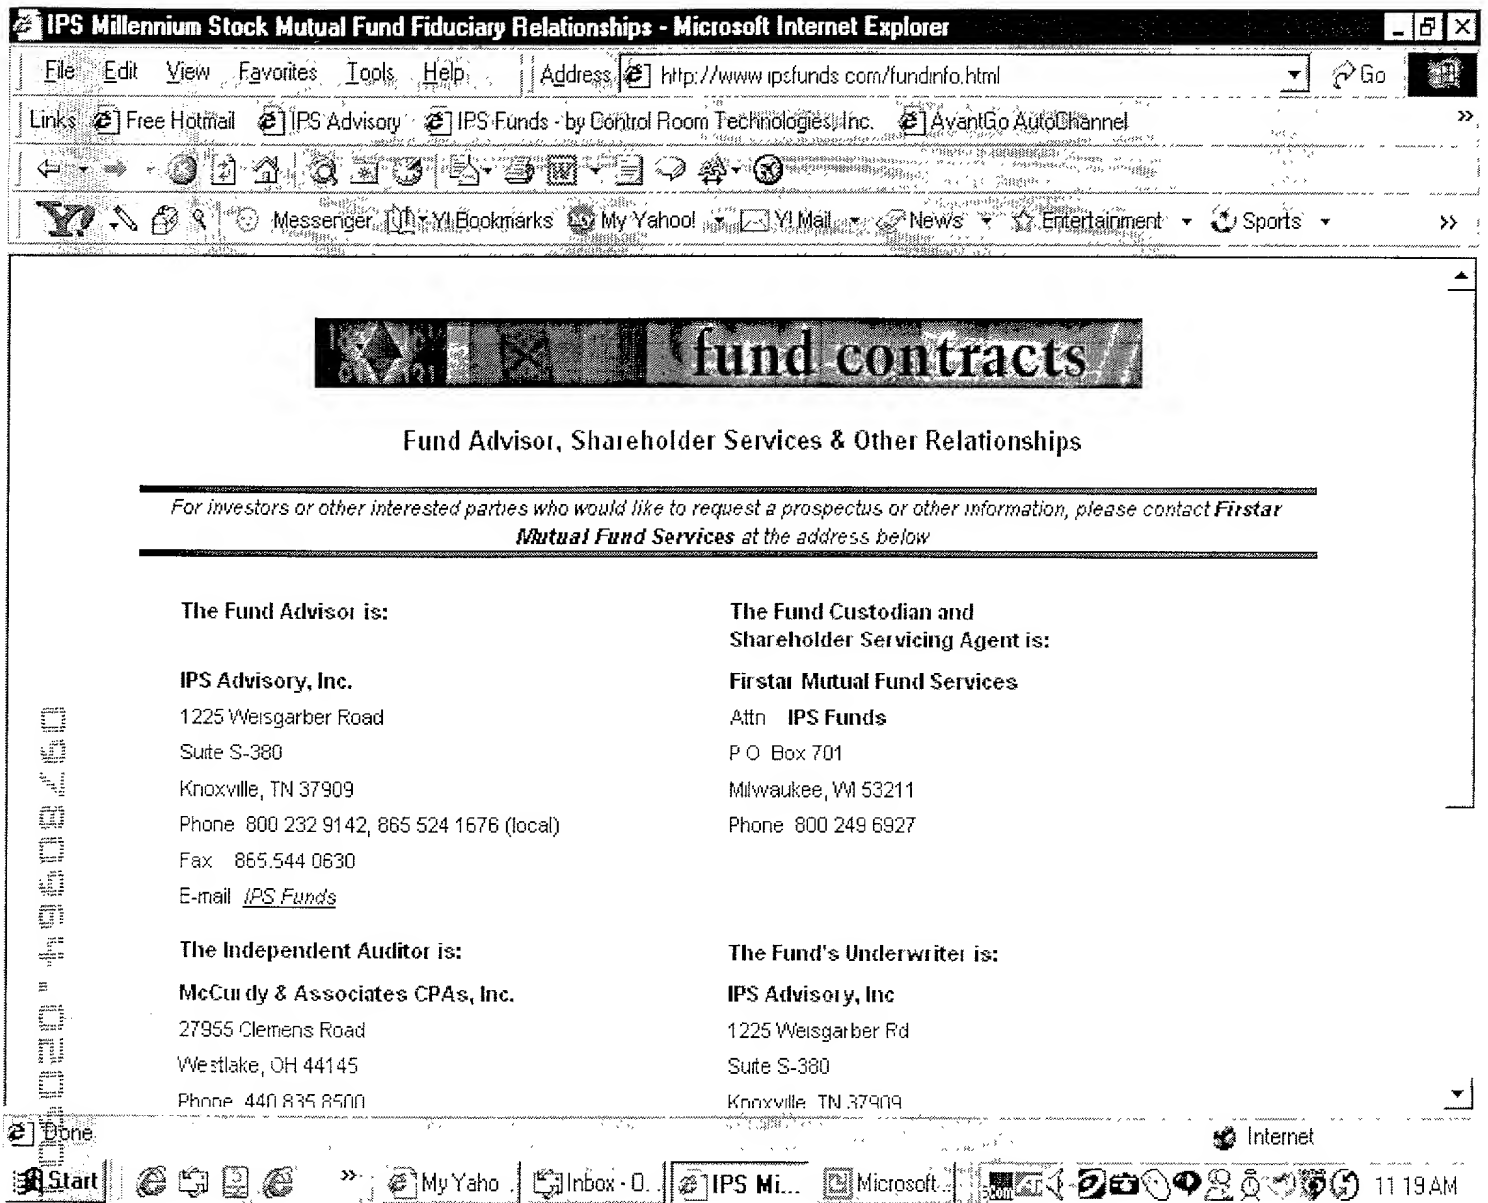 IPS Millennium Stock Mutual Fund Fiduciary Relationships - Microsoft Internet Explorer
File Edit View Favorites Tools Help Address http://www ipsfunds com/fundinfo.html Go
Links Free Hotmail IPS Advisory IPS Funds - by Control Room Technologies, Inc. AvantGo AutoChannel
Y! Messenger Y! Bookmarks My Yahoo! Y! Mail News Entertainment Sports
fund contracts
Fund Advisor, Shareholder Services & Other Relationships
For investors or other interested parties who would like to request a prospectus or other information, please contact Firstar
Mutual Fund Services at the address below
The Fund Advisor is:
IPS Advisory, Inc.
1225 Weisgarber Road
Suite S-380
Knoxville, TN 37909
Phone 800 232 9142, 865 524 1676 (local)
Fax 865.544 0630
E-mail IPS Funds
The Fund Custodian and
Shareholder Servicing Agent is:
Firstar Mutual Fund Services
Attn IPS Funds
P O Box 701
Milwaukee, WI 53211
Phone 800 249 6927
The Independent Auditor is:
McCurdy & Associates CPAs, Inc.
27955 Clemens Road
Westlake, OH 44145
Phone 440 835 8500
The Fund's Underwriter is:
IPS Advisory, Inc
1225 Weisgarber Rd
Suite S-380
Knoxville TN 37909
Done
Internet
Start My Yaho . Inbox - O.. IPS Mi... Microsoft... 11 19 AM